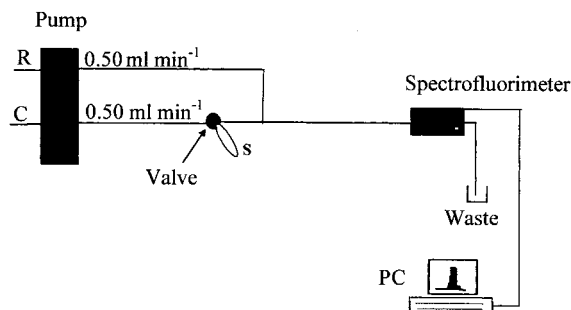 Pump
R
0.50 ml min⁻¹
Spectrofluorimeter
C
0.50 ml min⁻¹
s
Valve
Waste
PC